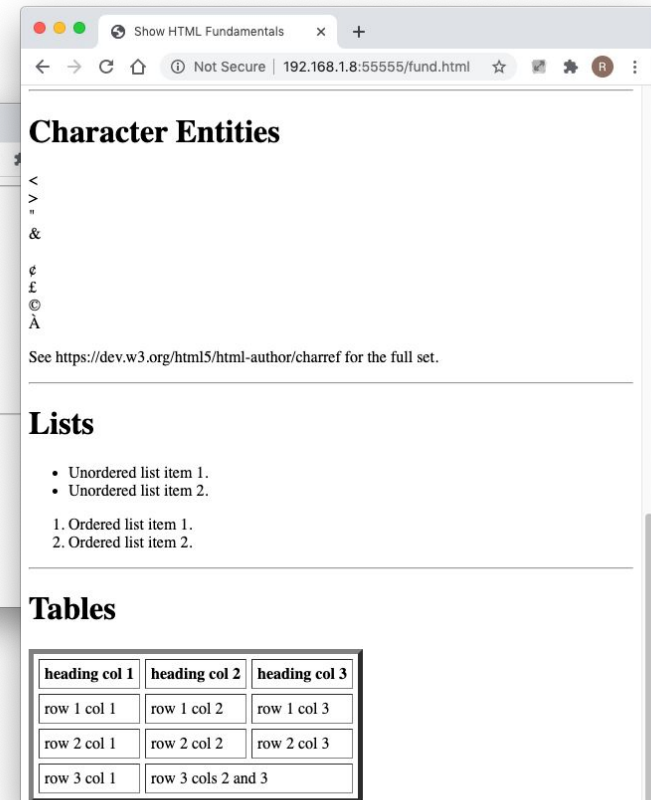 Show HTML Fundamentals
Not Secure | 192.168.1.8:55555/fund.html
R
Character Entities
<
>
"
&
¢
£
©
À
See https://dev.w3.org/html5/html-author/charref for the full set.
Lists
• Unordered list item 1.
• Unordered list item 2.
1. Ordered list item 1.
2. Ordered list item 2.
Tables
heading col 1 heading col 2 heading col 3
row 1 col 1 row 1 col 2 row 1 col 3
row 2 col 1 row 2 col 2 row 2 col 3
row 3 col 1 row 3 cols 2 and 3